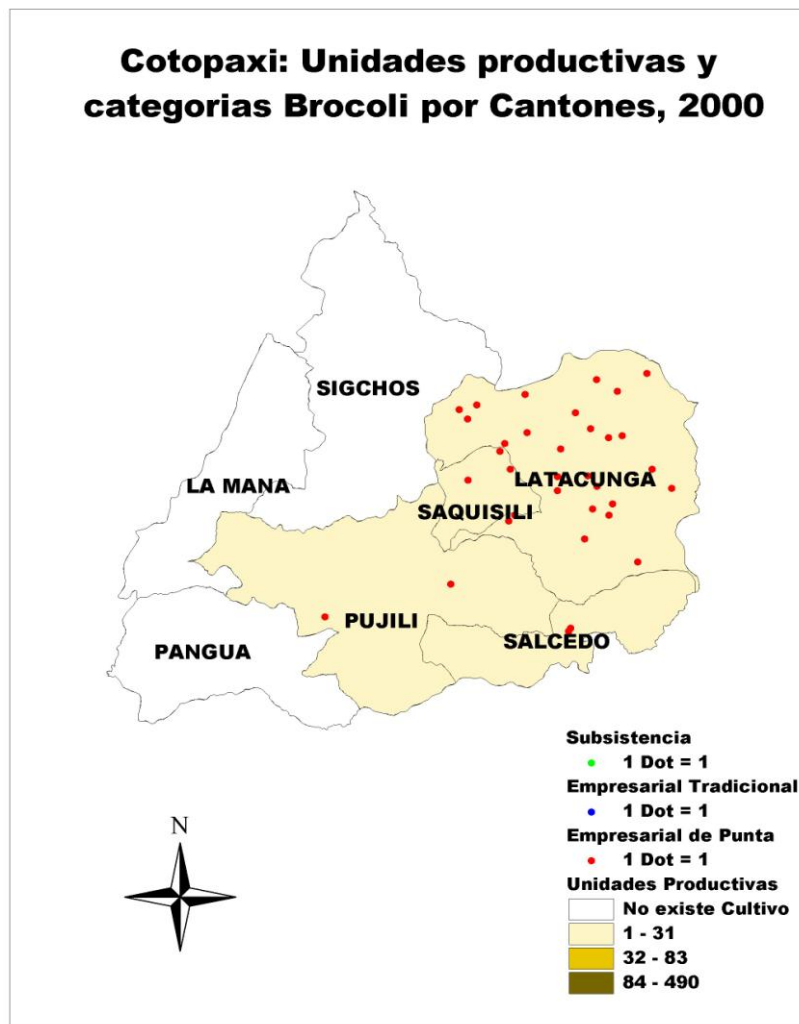 Cotopaxi: Unidades productivas y
categorias Brocoli por Cantones, 2000
SIGCHOS
LA MANA
LATACUNGA
SAQUISILI
PUJILI
SALCEDO
PANGUA
Subsistencia
1 Dot = 1
Empresarial Tradicional
1 Dot = 1
Empresarial de Punta
1 Dot = 1
Unidades Productivas
No existe Cultivo
1 - 31
32 - 83
84 - 490
N